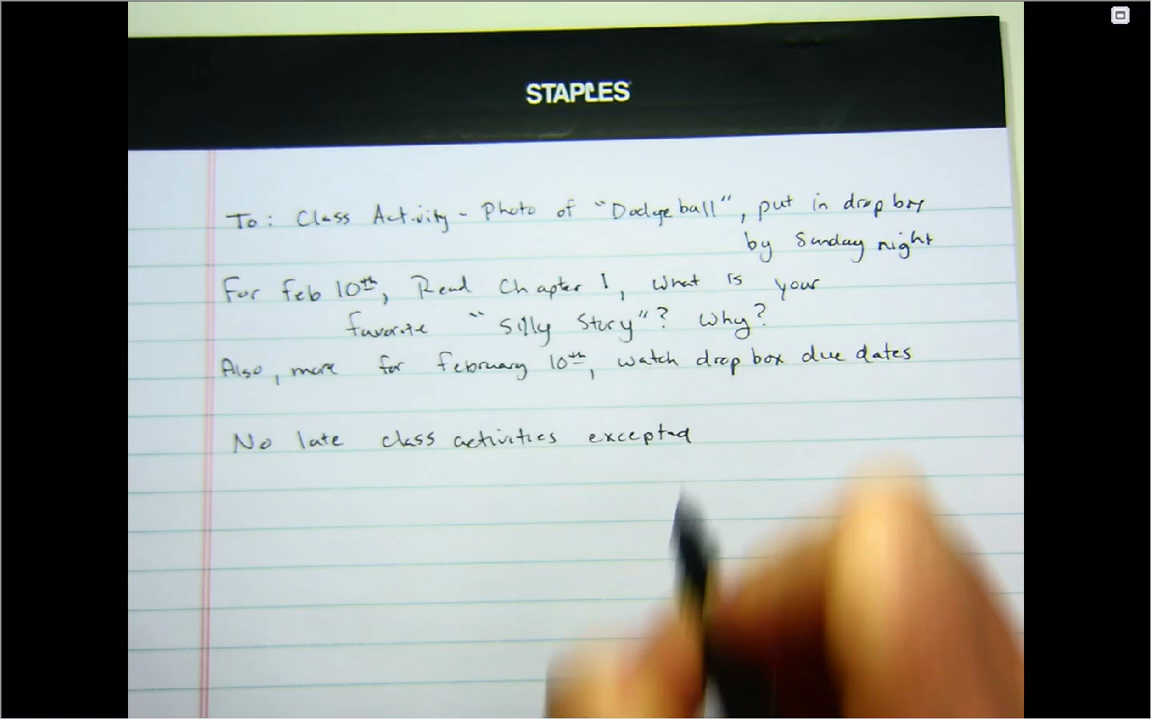 STAPLES
To: Class Activity - Photo of "Dodgeball", put in drop box
by Sunday night
For Feb 10th, Read Chapter 1, What is your
favorite "Silly Story"? Why?
Also, more for February 10th, watch drop box due dates
No late class activities excepted